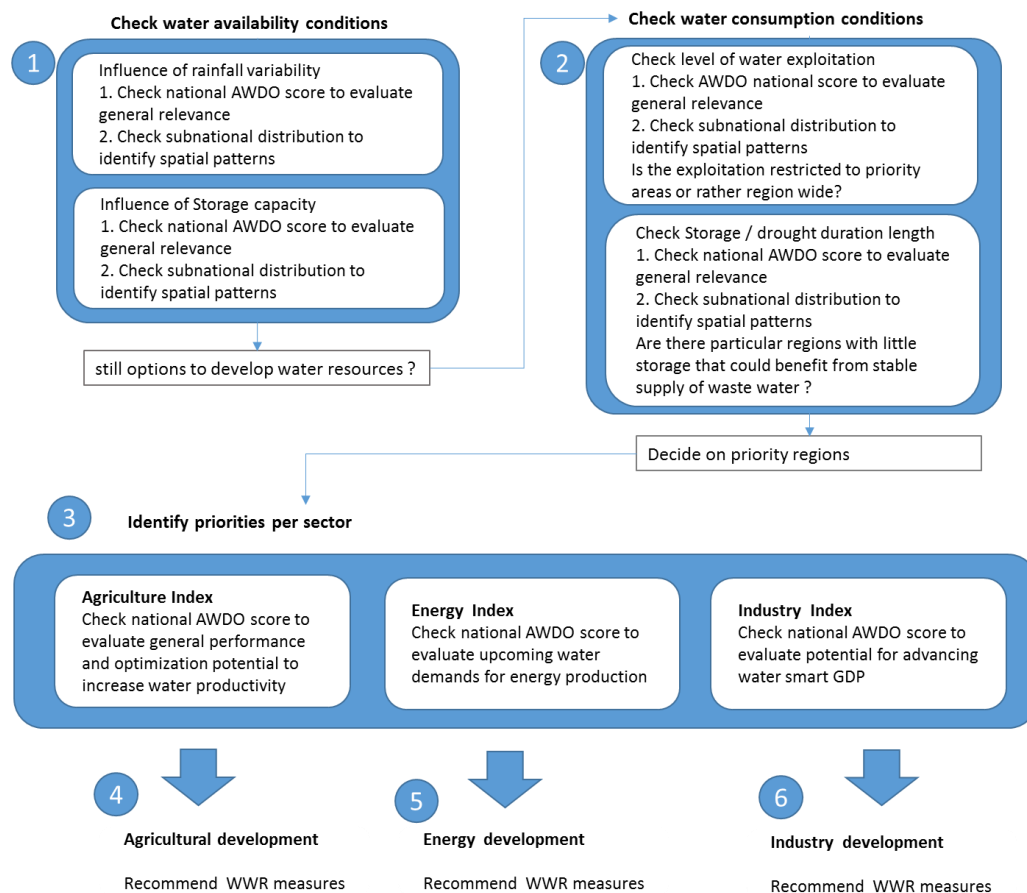 Check water availability conditions
1
Influence of rainfall variability
1. Check national AWDO score to evaluate
general relevance
2. Check subnational distribution to
identify spatial patterns
Influence of Storage capacity
1. Check national AWDO score to evaluate
general relevance
2. Check subnational distribution to
identify spatial patterns
still options to develop water resources ?
Check water consumption conditions
2
Check level of water exploitation
1. Check AWDO national score to evaluate
general relevance
2. Check subnational distribution to
identify spatial patterns
Is the exploitation restricted to priority
areas or rather region wide?
Check Storage / drought duration length
1. Check national AWDO score to evaluate
general relevance
2. Check subnational distribution to
identify spatial patterns
Are there particular regions with little
storage that could benefit from stable
supply of waste water ?
Decide on priority regions
3
Identify priorities per sector
Agriculture Index
Check national AWDO score to
evaluate general performance
and optimization potential to
increase water productivity
Energy Index
Check national AWDO score to
evaluate upcoming water
demands for energy production
Industry Index
Check national AWDO score to
evaluate potential for advancing
water smart GDP
4
Agricultural development
Recommend WWR measures
5
Energy development
Recommend WWR measures
6
Industry development
Recommend WWR measures